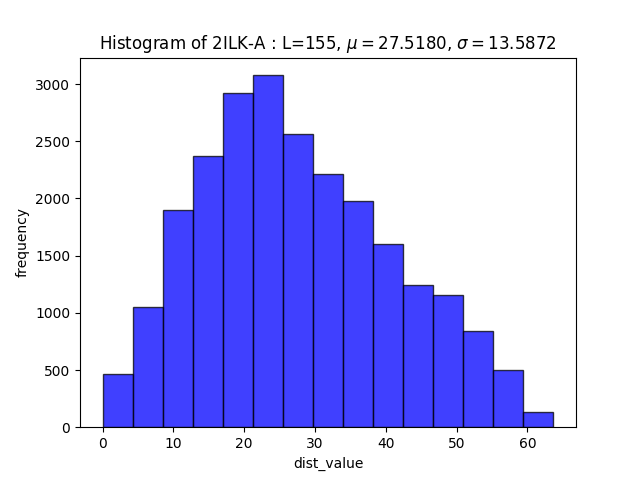 Histogram of 2ILK-A : L=155, μ = 27.5180, σ = 13.5872
3000
2500
2000
1500
1000
500
0
frequency
0 10 20 30 40 50 60
dist_value